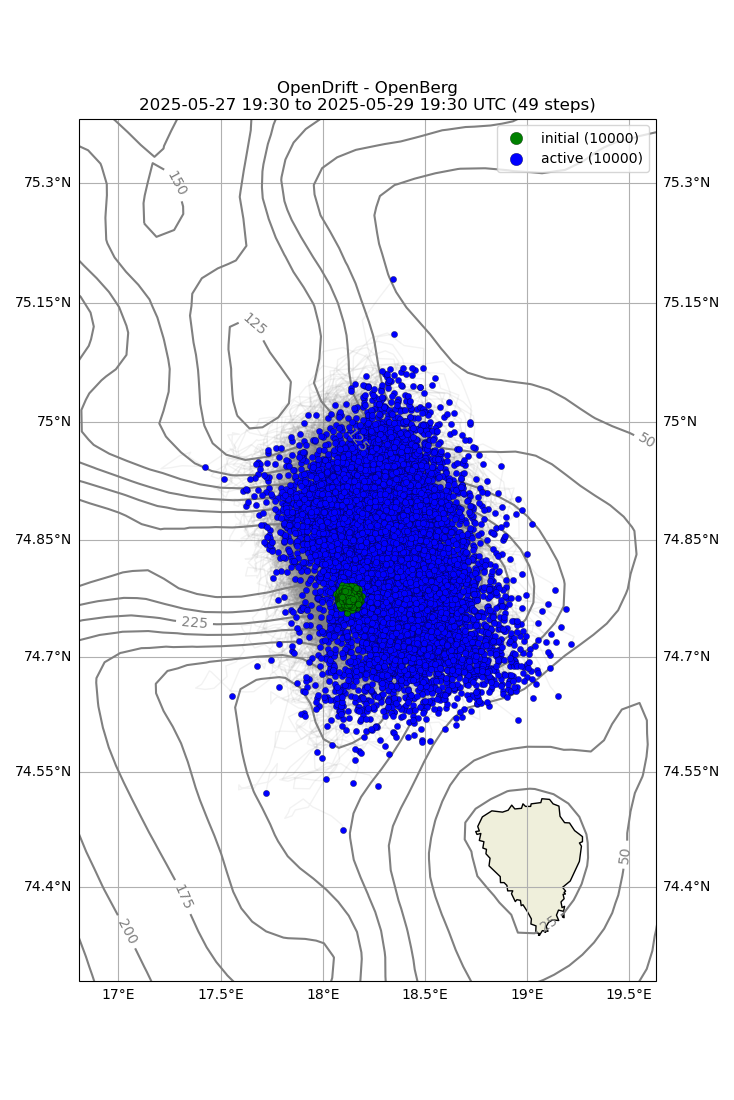 OpenDrift - OpenBerg
2025-05-27 19:30 to 2025-05-29 19:30 UTC (49 steps)
initial (10000)
active (10000)
150
75.3°N 75.3°N
75.15°N 75.15°N
125
75°N 75°N
50
125
74.85°N 74.85°N
225
74.7°N 74.7°N
74.55°N 74.55°N
50
175
74.4°N 74.4°N
25
200
17°E 17.5°E 18°E 18.5°E 19°E 19.5°E